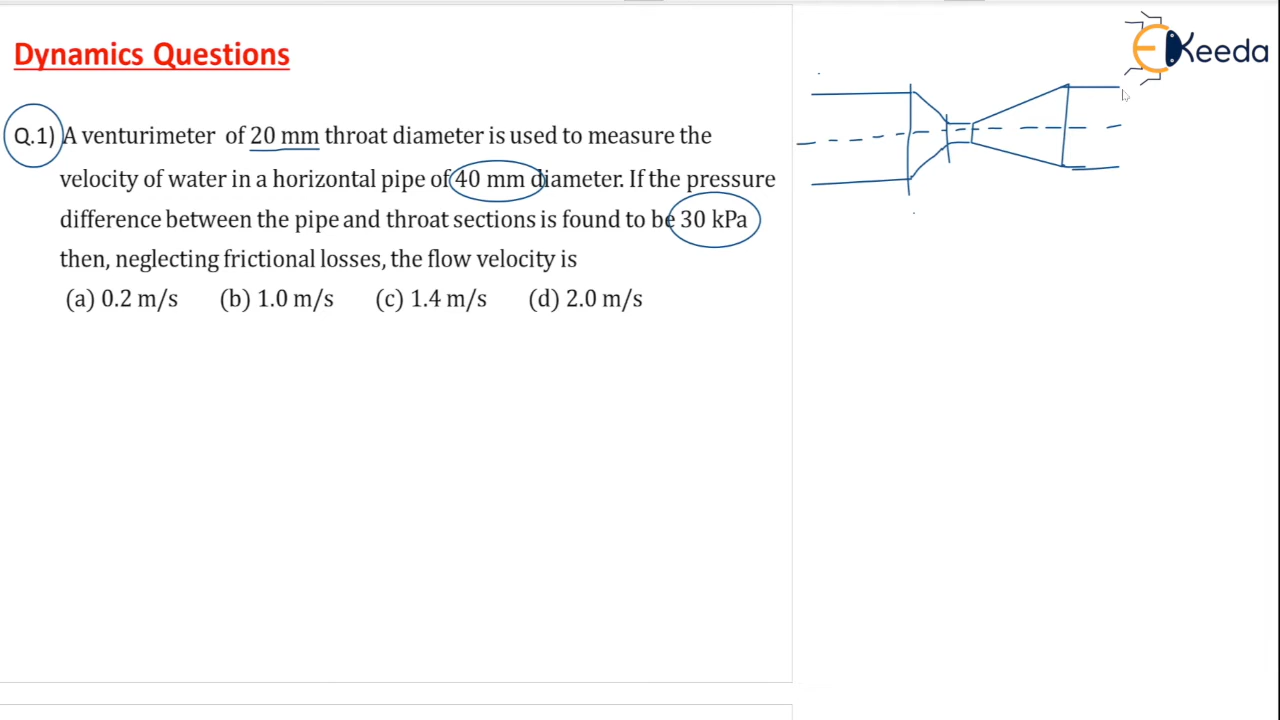 Dynamics Questions
Keeda
Q.1) A venturimeter of 20 mm throat diameter is used to measure the
velocity of water in a horizontal pipe of 40 mm diameter. If the pressure
difference between the pipe and throat sections is found to be 30 kPa
then, neglecting frictional losses, the flow velocity is
(a) 0.2 m/s (b) 1.0 m/s (c) 1.4 m/s (d) 2.0 m/s